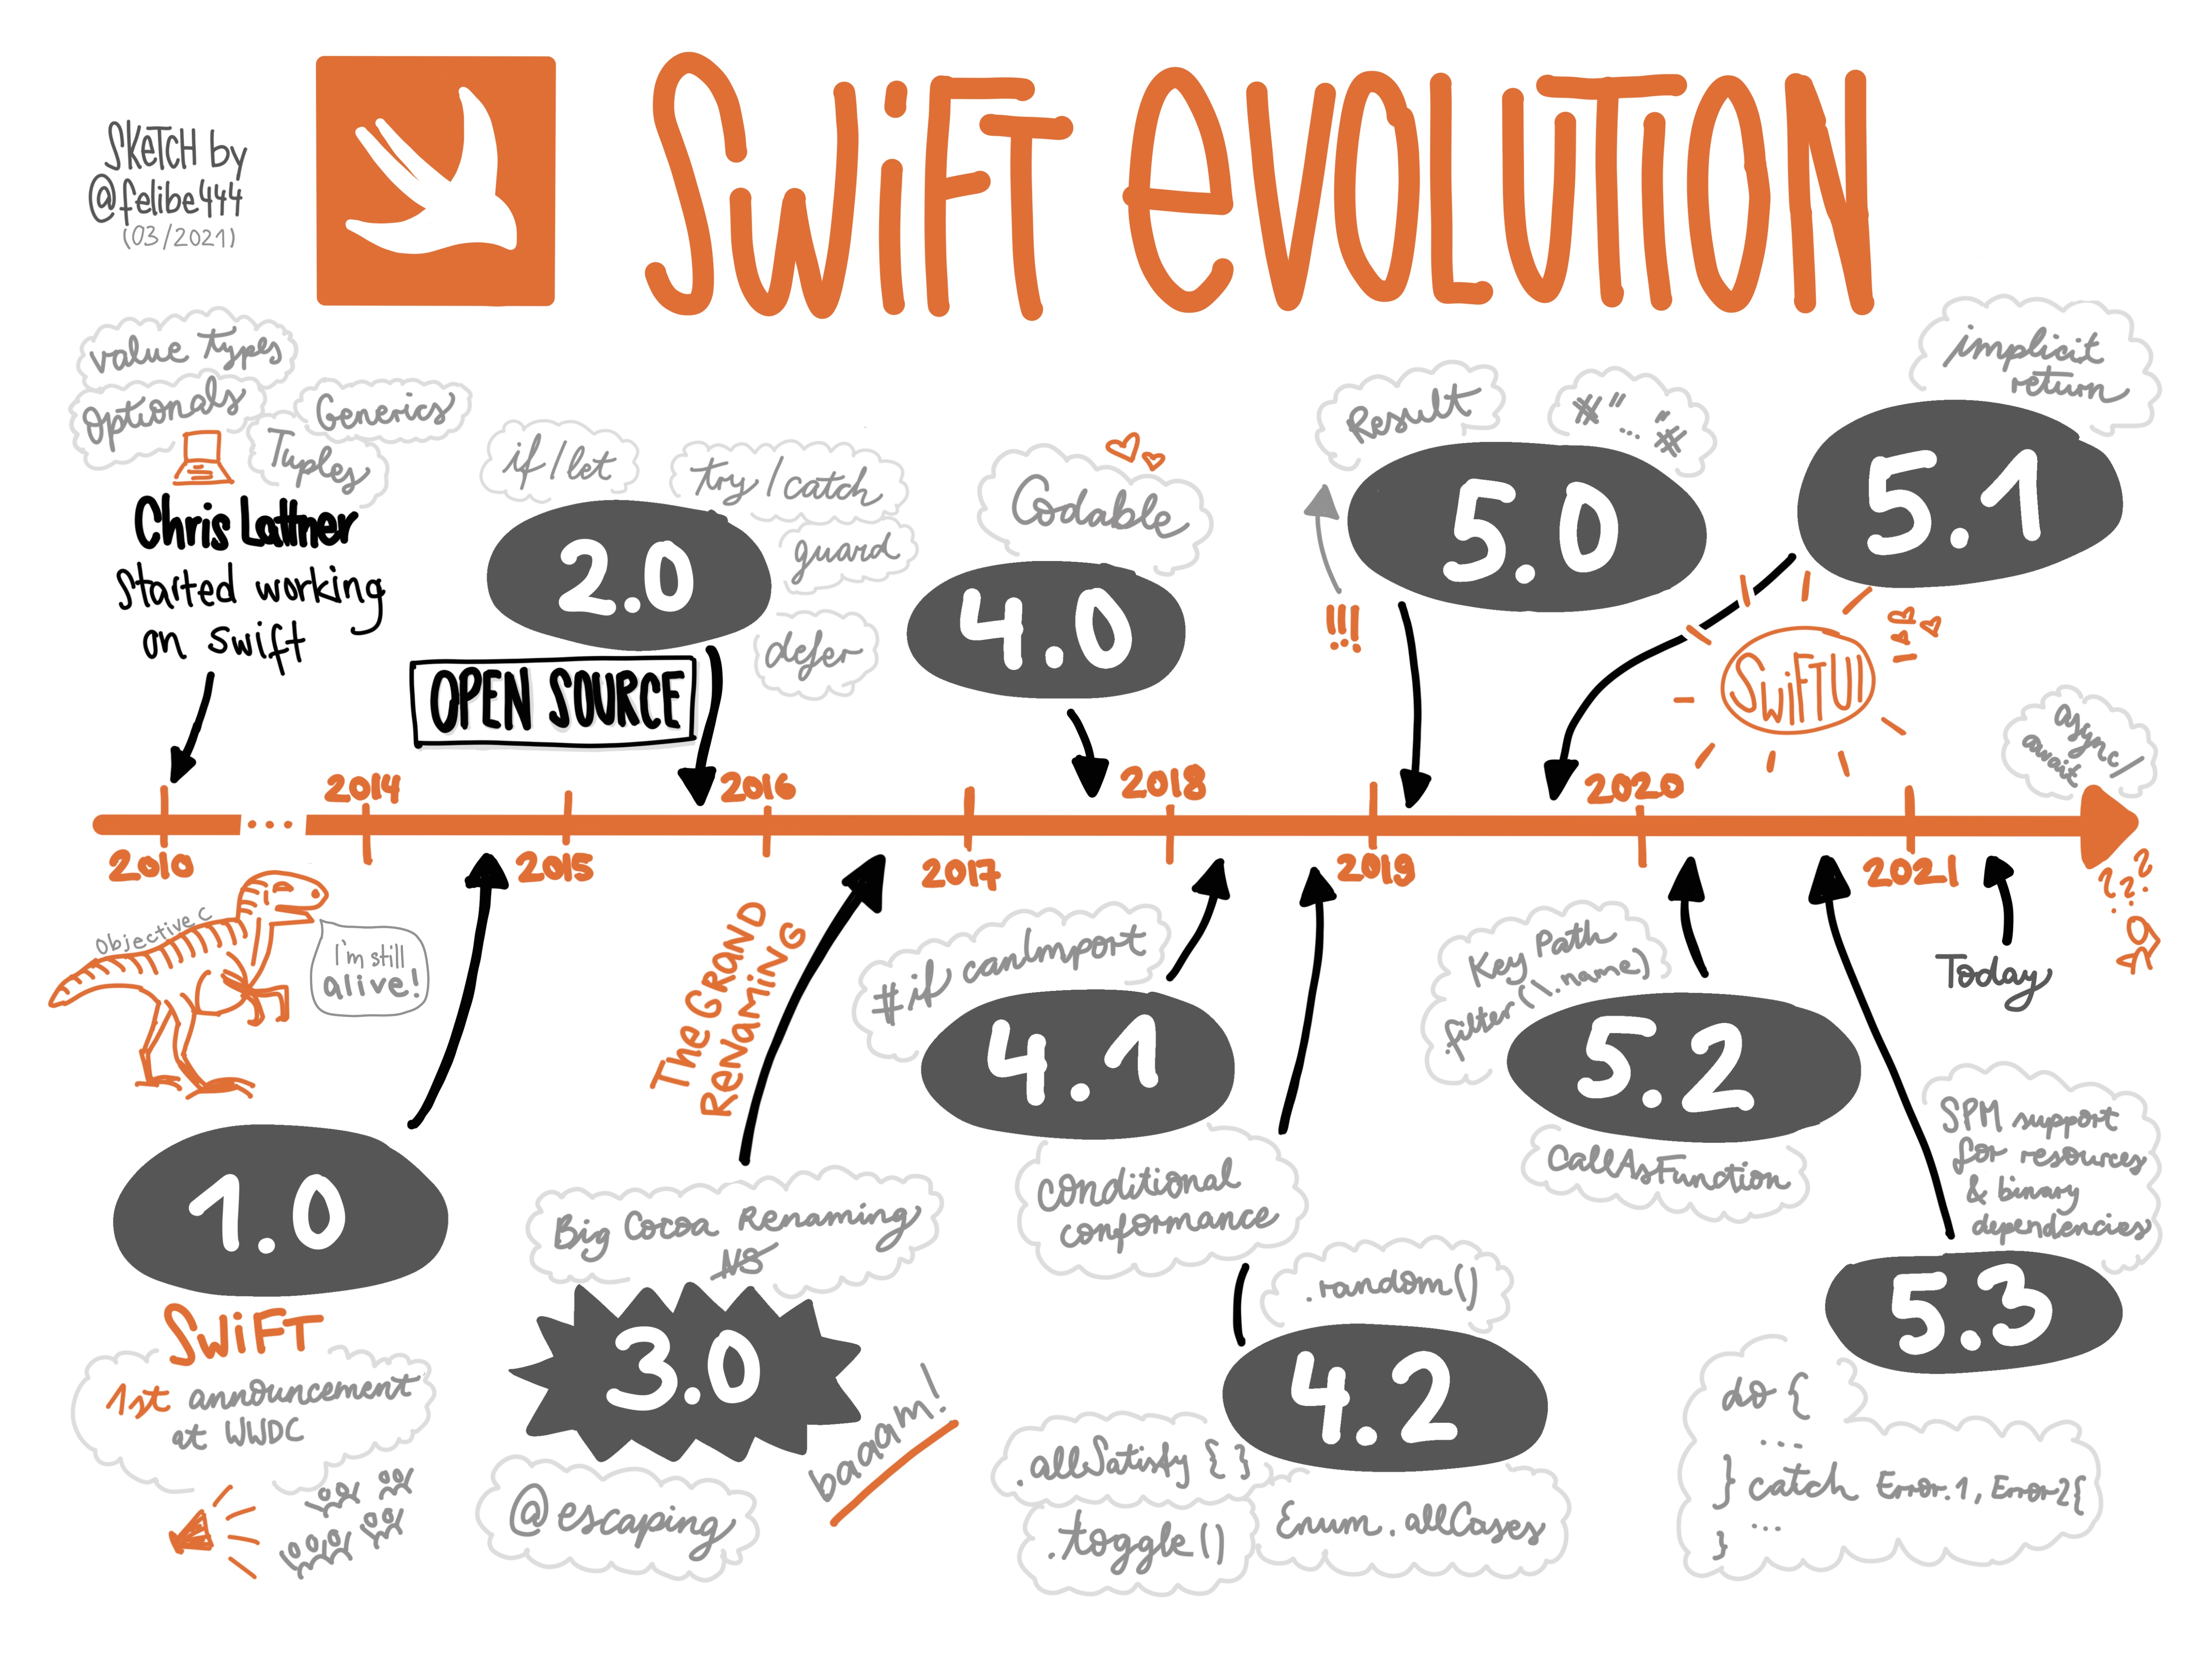 Sketch by
@felibe444
(03/2021)
Swift Evolution
value types
Optionals
Generics
Tuples
Chris Lattner
started working
on swift
if/let
try/catch
guard
defer
2.0
OPEN SOURCE
Codable
4.0
Result
#"..."#
5.0
!!!
implicit
return
5.1
SwiftUI
async/
await
2010
...
2014
2015
2016
2017
2018
2019
2020
2021
???
Today
Objective C
I'm still
alive!
1.0
SWIFT
1st announcement
at WWDC
The GRAND
Renaming
Big Cocoa Renaming
NS
3.0
baaam!
@escaping
#if canImport
4.1
conditional
conformance
.random()
4.2
.allSatisfy { }
.toggle()
Enum.allCases
Key Path
.filter(\.name)
5.2
CallAsFunction
SPM support
for resources
& binary
dependencies
5.3
do {
...
} catch Error.1, Error2{
...
}